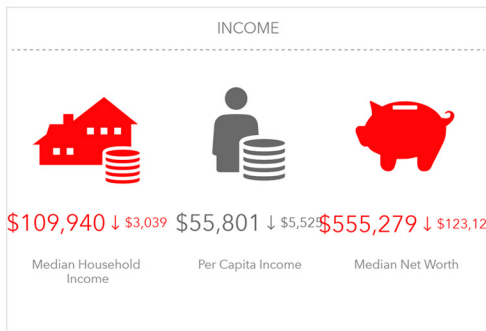 INCOME
$109,940 ↓ $3,039 $55,801 ↓ $5,525 $555,279 ↓ $123,12
Median Household Income Per Capita Income Median Net Worth